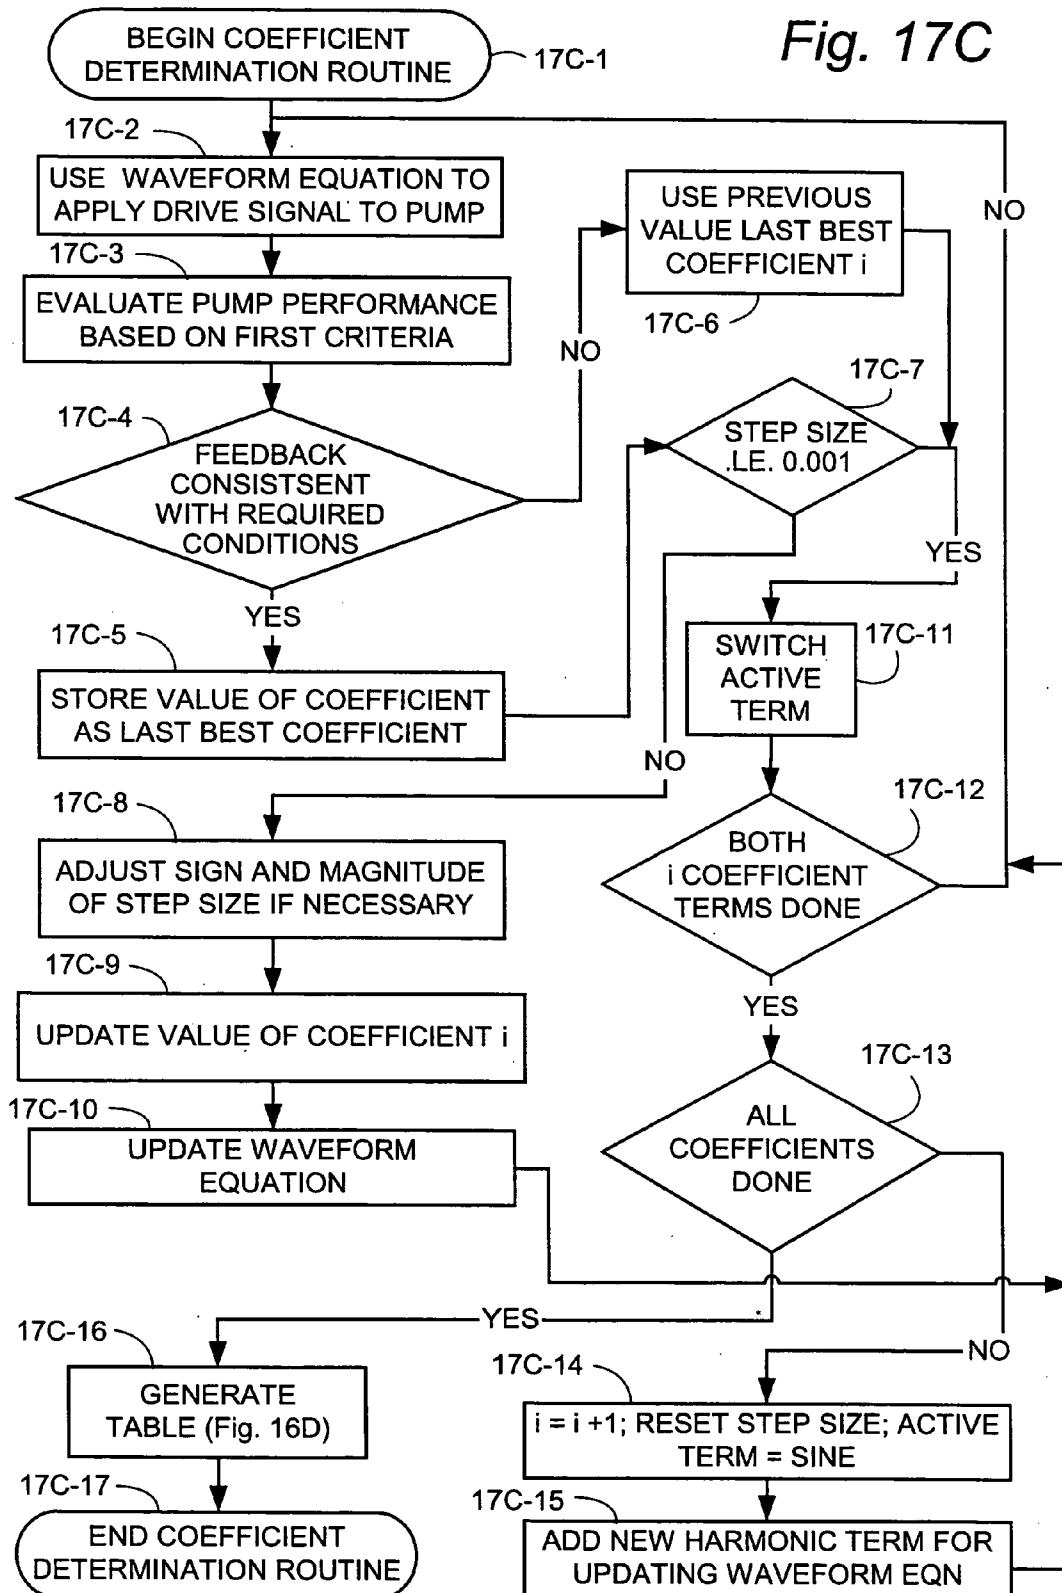 Fig. 17C
BEGIN COEFFICIENT
DETERMINATION ROUTINE
17C-1
17C-2
USE WAVEFORM EQUATION TO
APPLY DRIVE SIGNAL TO PUMP
17C-3
EVALUATE PUMP PERFORMANCE
BASED ON FIRST CRITERIA
17C-4
FEEDBACK
CONSISTSENT
WITH REQUIRED
CONDITIONS
NO
YES
17C-5
STORE VALUE OF COEFFICIENT
AS LAST BEST COEFFICIENT
USE PREVIOUS
VALUE LAST BEST
COEFFICIENT i
17C-6
NO
17C-7
STEP SIZE
.LE. 0.001
YES
NO
17C-8
ADJUST SIGN AND MAGNITUDE
OF STEP SIZE IF NECESSARY
17C-9
UPDATE VALUE OF COEFFICIENT i
17C-10
UPDATE WAVEFORM
EQUATION
17C-11
SWITCH
ACTIVE
TERM
17C-12
BOTH
i COEFFICIENT
TERMS DONE
YES
17C-13
ALL
COEFFICIENTS
DONE
YES
NO
17C-14
i = i +1; RESET STEP SIZE; ACTIVE
TERM = SINE
17C-15
ADD NEW HARMONIC TERM FOR
UPDATING WAVEFORM EQN
17C-16
GENERATE
TABLE (Fig. 16D)
17C-17
END COEFFICIENT
DETERMINATION ROUTINE